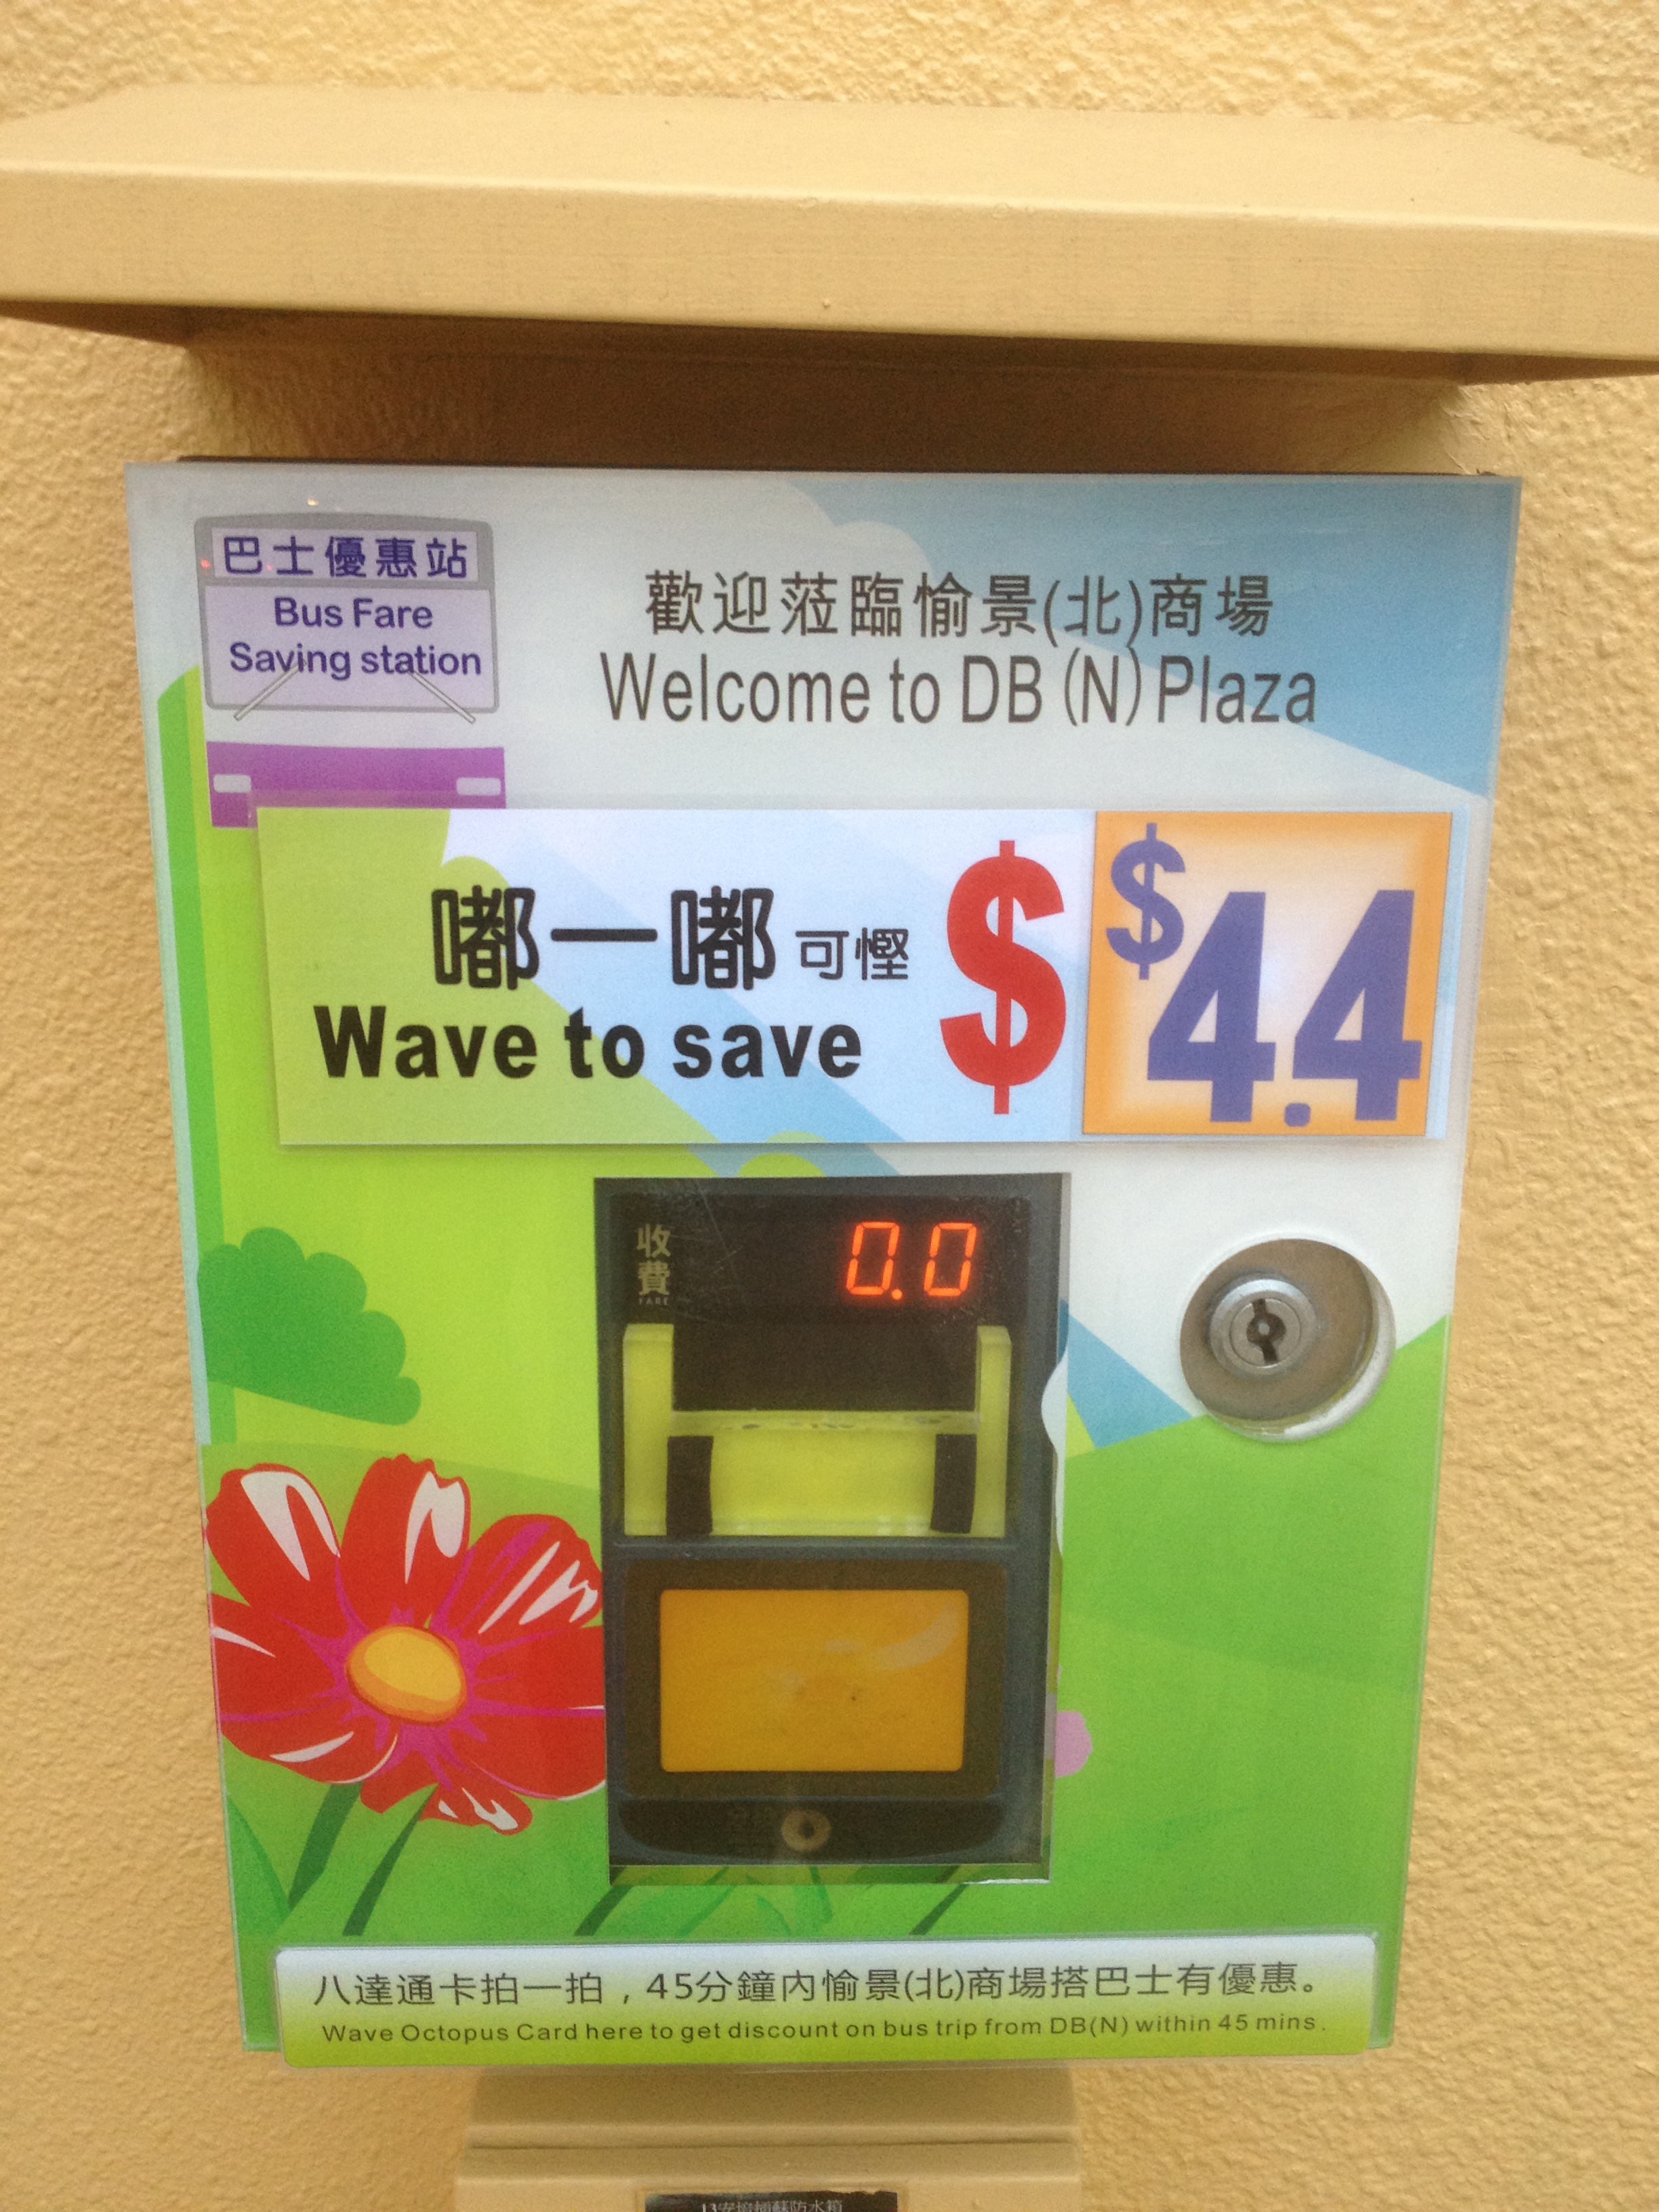 巴士優惠站
Bus Fare
Saving station
歡迎蒞臨愉景(北)商場
Welcome to DB (N) Plaza
嘟一嘟 可慳 $ $4.4
Wave to save
收費
FARE
0.0
八達通卡拍一拍，45分鐘內愉景(北)商場搭巴士有優惠。
Wave Octopus Card here to get discount on bus trip from DB(N) within 45 mins.